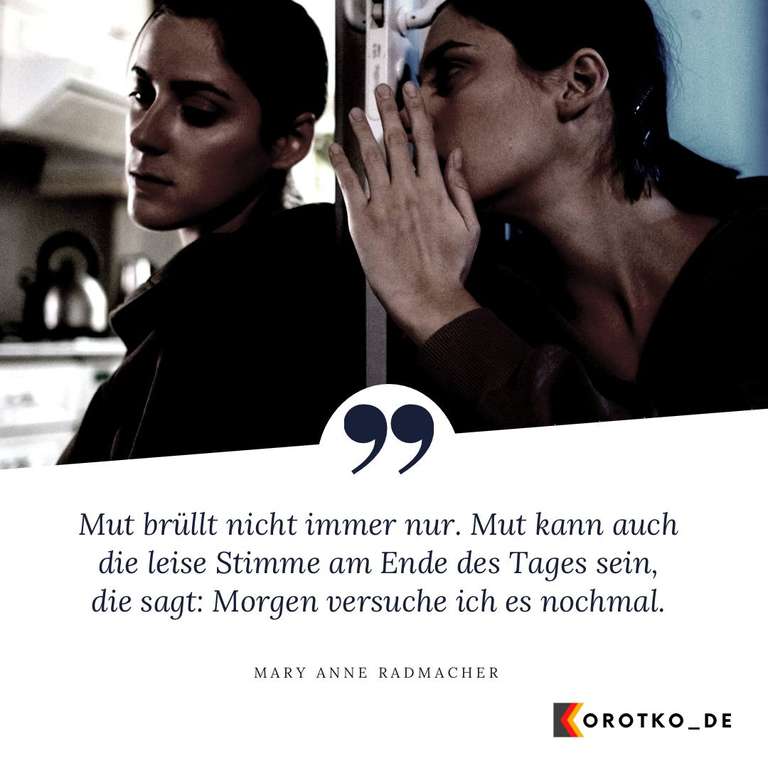 Mut brüllt nicht immer nur. Mut kann auch
die leise Stimme am Ende des Tages sein,
die sagt: Morgen versuche ich es nochmal.
MARY ANNE RADMACHER
KOROTKO_DE